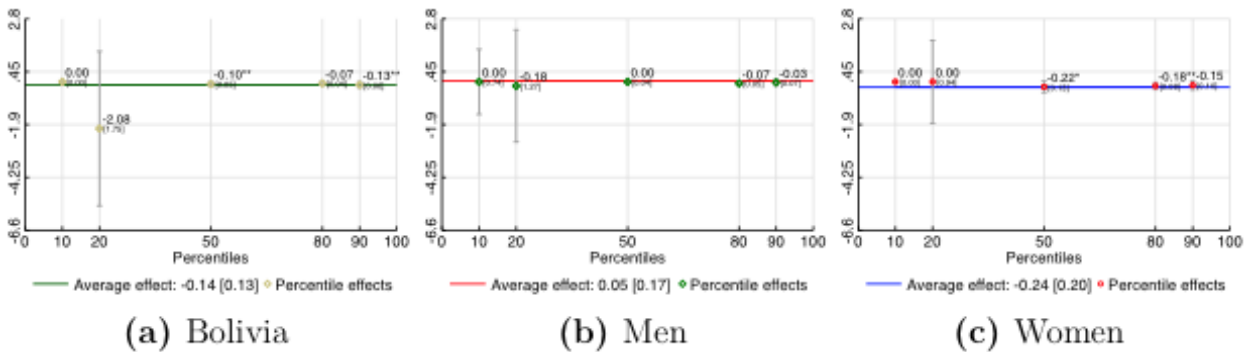 2.8 2.8 2.8
.45 0.00 -2.08 [1.75] -0.10** -0.07 -0.13**
.45 0.00 -0.18 0.00 -0.07 -0.03
.45 0.00 0.00 -0.22* -0.18** -0.15
-1.9 -1.9 -1.9
-4.25 -4.25 -4.25
-6.6 -6.6 -6.6
0 10 20 50 80 90 100 0 10 20 50 80 90 100 0 10 20 50 80 90 100
Percentiles Percentiles Percentiles
Average effect: -0.14 [0.13] Percentile effects Average effect: 0.05 [0.17] Percentile effects Average effect: -0.24 [0.20] Percentile effects
(a) Bolivia (b) Men (c) Women